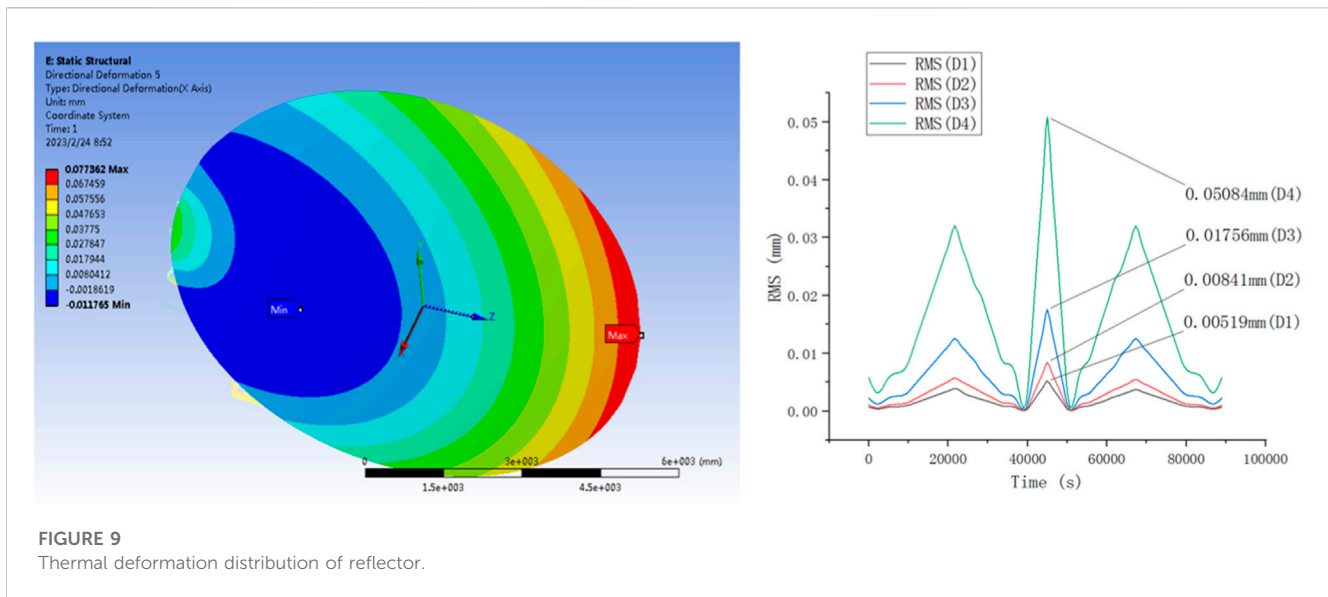 E: Static Structural
Directional Deformation 5
Type: Directional Deformation(X Axis)
Unit: mm
Coordinate System
Time: 1
2023/2/24 8:52
0.077362 Max
0.067459
0.057556
0.047653
0.03775
0.027847
0.017944
0.0080412
-0.0018619
-0.011765 Min
Min
Max
Y
Z
X
0
3e+003
6e+003 (mm)
1.5e+003
4.5e+003
RMS(D1)
RMS(D2)
RMS(D3)
RMS(D4)
RMS (mm)
0.05
0.04
0.03
0.02
0.01
0.00
0.05084mm(D4)
0.01756mm(D3)
0.00841mm(D2)
0.00519mm(D1)
0
20000
40000
60000
80000
100000
Time (s)
FIGURE 9
Thermal deformation distribution of reflector.